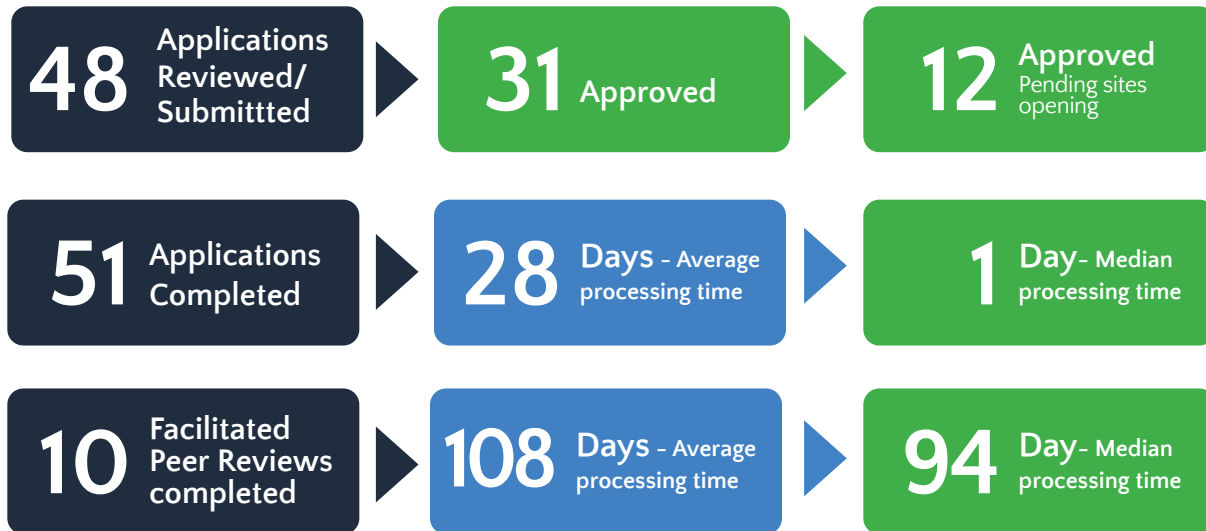 48 Applications
Reviewed/
Submittted
31 Approved
12 Approved
Pending sites
opening
51 Applications
Completed
28 Days - Average
processing time
1 Day- Median
processing time
10 Facilitated
Peer Reviews
completed
108 Days - Average
processing time
94 Day- Median
processing time